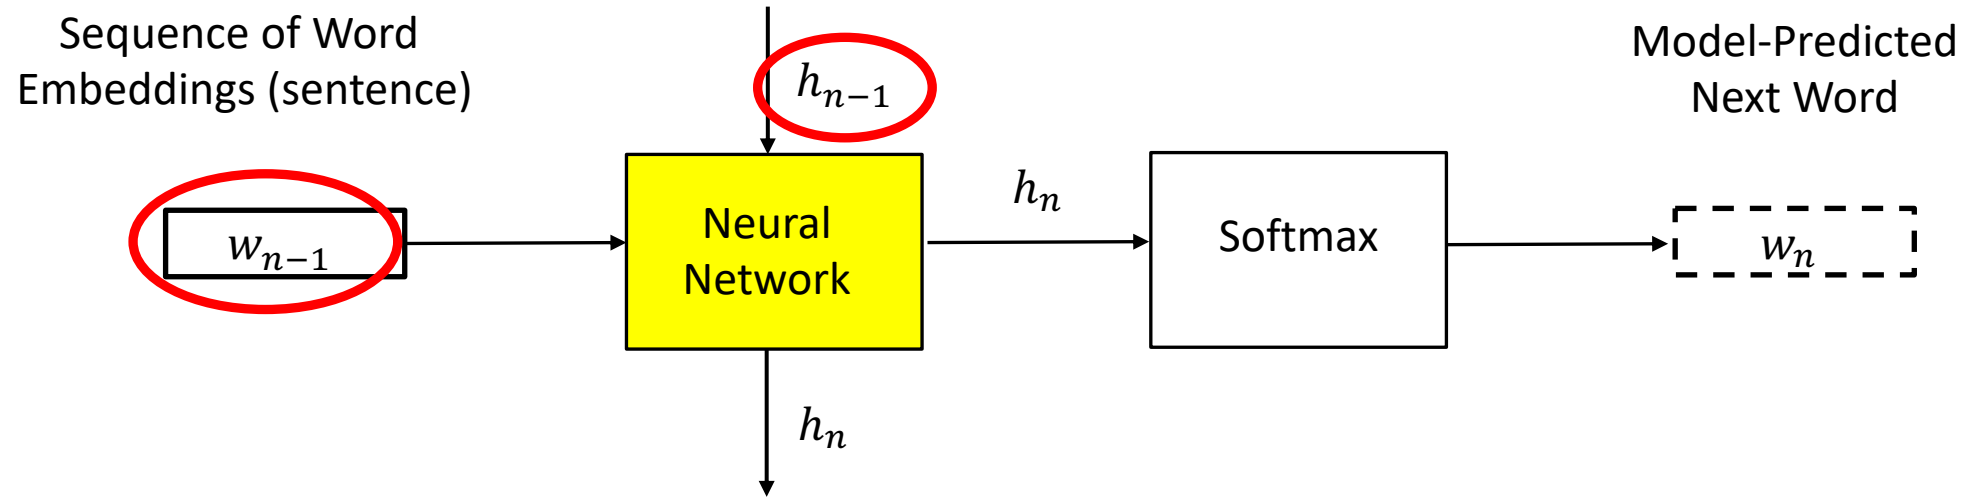 Sequence of Word
Embeddings (sentence)
h_{n−1}
Model-Predicted
Next Word
w_{n−1}
Neural
Network
h_n
Softmax
w_n
h_n